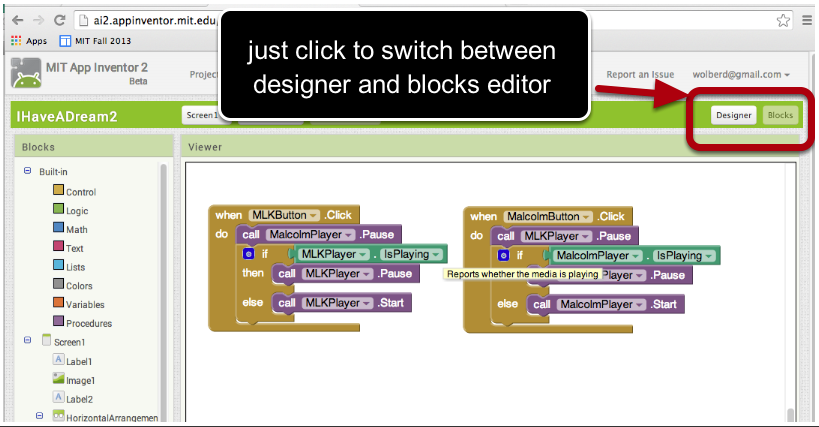 ai2.appinventor.mit.edu
Apps MIT Fall 2013
just click to switch between
designer and blocks editor
MIT App Inventor 2
Beta
Project
Report an Issue
wolberd@gmail.com
IHaveADream2
Screen1
Designer
Blocks
Blocks
Viewer
Built-in
Control
Logic
Math
Text
Lists
Colors
Variables
Procedures
Screen1
Label1
Image1
Label2
HorizontalArrangemen
when MLKButton .Click
do call MalcolmPlayer .Pause
if MLKPlayer . IsPlaying
then call MLKPlayer .Pause
else call MLKPlayer .Start
when MalcolmButton .Click
do call MLKPlayer .Pause
if MalcolmPlayer . IsPlaying
Reports whether the media is playing
Player .Pause
else call MalcolmPlayer .Start